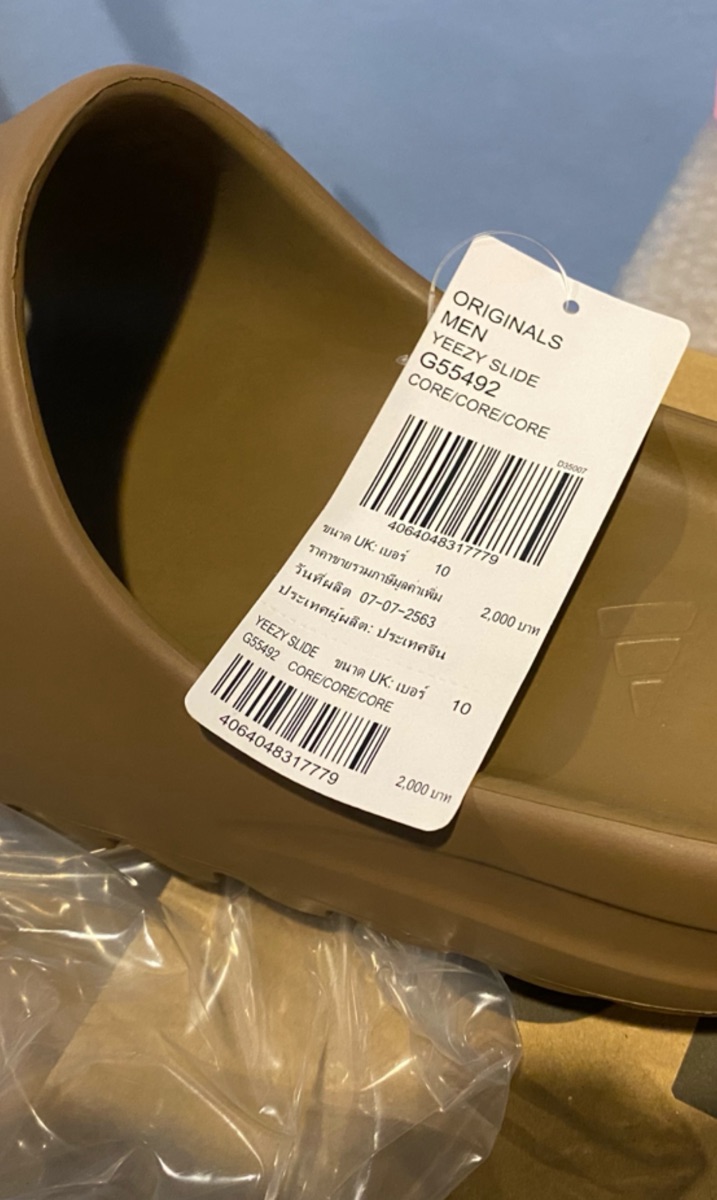 ORIGINALS
MEN
YEEZY SLIDE
G55492
CORE/CORE/CORE
D35007
4064048317779
ขนาด UK: เบอร์ 10
ราคาขายรวมภาษีมูลค่าเพิ่ม 2,000 บาท
วันที่ผลิต 07-07-2563
ประเทศผู้ผลิต: ประเทศจีน
YEEZY SLIDE ขนาด UK: เบอร์ 10
G55492 CORE/CORE/CORE
4064048317779
2,000 บาท